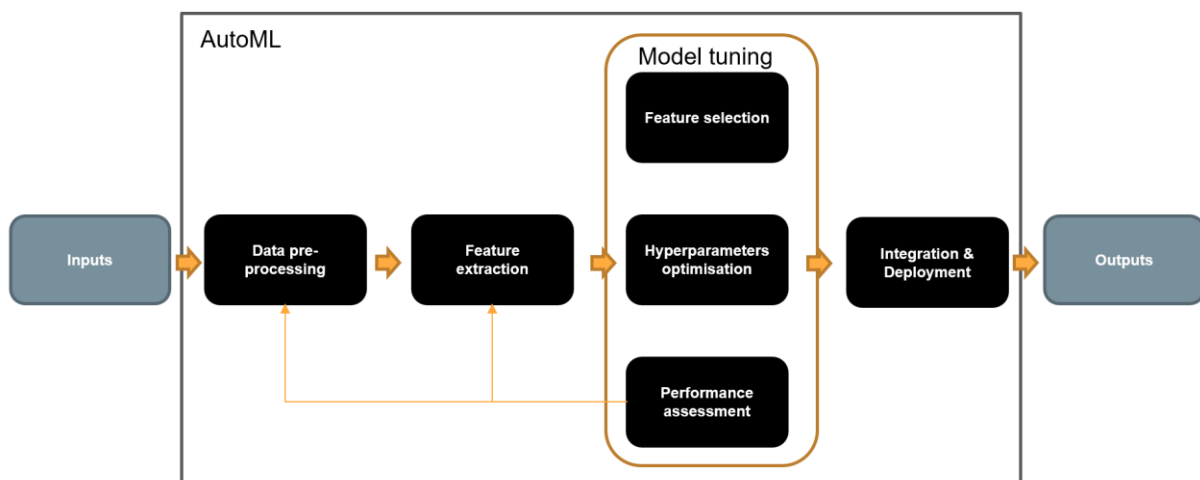 AutoML
Model tuning
Feature selection
Inputs
Data pre-
processing
Feature
extraction
Hyperparameters
optimisation
Integration &
Deployment
Outputs
Performance
assessment